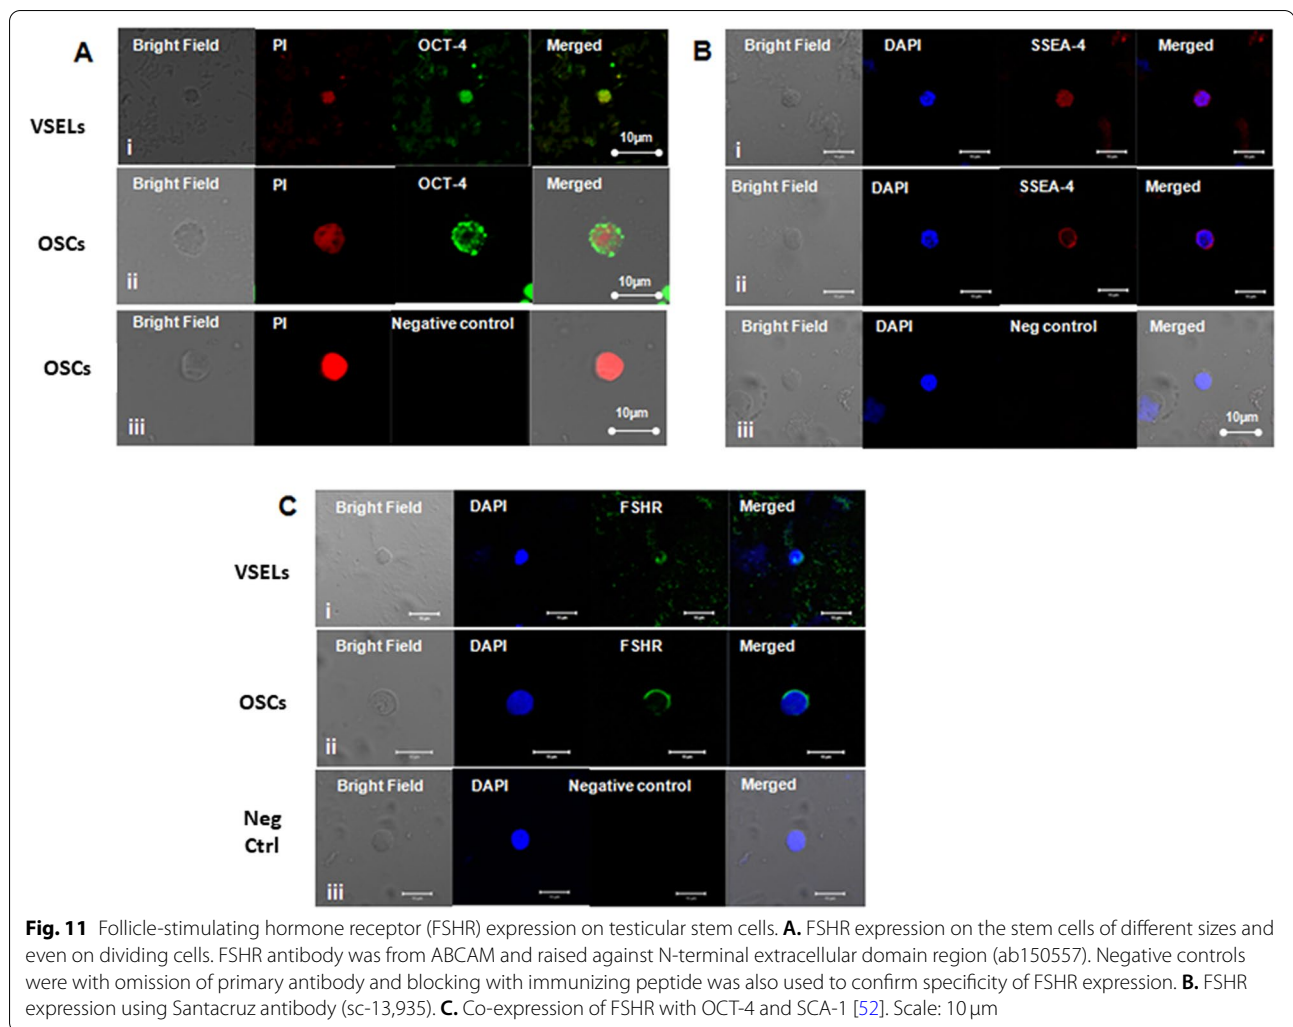 A
Bright Field PI OCT-4 Merged
VSELs
i
10µm
Bright Field PI OCT-4 Merged
OSCs
ii
10µm
Bright Field PI Negative control
OSCs
iii
10µm
B
Bright Field DAPI SSEA-4 Merged
i
Bright Field DAPI SSEA-4 Merged
ii
Bright Field DAPI Neg control Merged
iii
10µm
C
Bright Field DAPI FSHR Merged
VSELs
i
Bright Field DAPI FSHR Merged
OSCs
ii
Bright Field DAPI Negative control Merged
Neg
Ctrl
iii
Fig. 11 Follicle-stimulating hormone receptor (FSHR) expression on testicular stem cells. A. FSHR expression on the stem cells of different sizes and
even on dividing cells. FSHR antibody was from ABCAM and raised against N-terminal extracellular domain region (ab150557). Negative controls
were with omission of primary antibody and blocking with immunizing peptide was also used to confirm specificity of FSHR expression. B. FSHR
expression using Santacruz antibody (sc-13,935). C. Co-expression of FSHR with OCT-4 and SCA-1 [52]. Scale: 10 µm